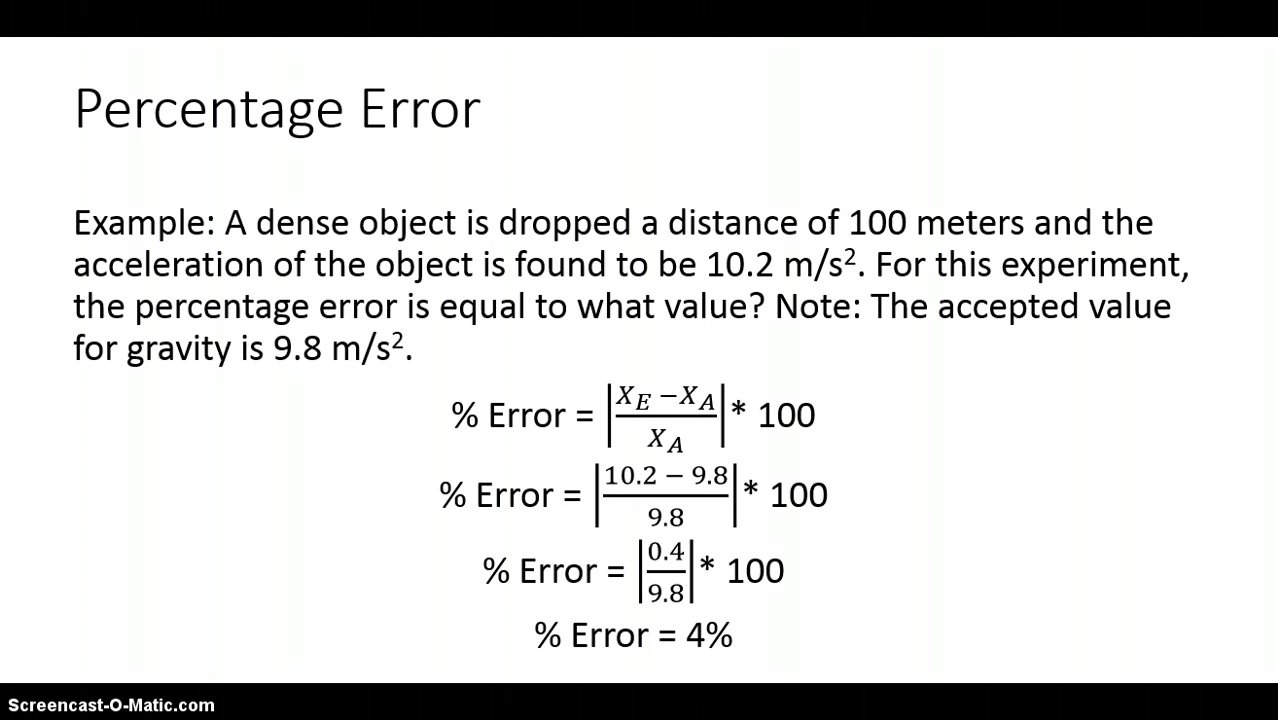 Percentage Error
Example: A dense object is dropped a distance of 100 meters and the
acceleration of the object is found to be 10.2 m/s². For this experiment,
the percentage error is equal to what value? Note: The accepted value
for gravity is 9.8 m/s².
% Error = |(X_E − X_A)/X_A| * 100
% Error = |(10.2 − 9.8)/9.8| * 100
% Error = |0.4/9.8| * 100
% Error = 4%
Screencast-O-Matic.com